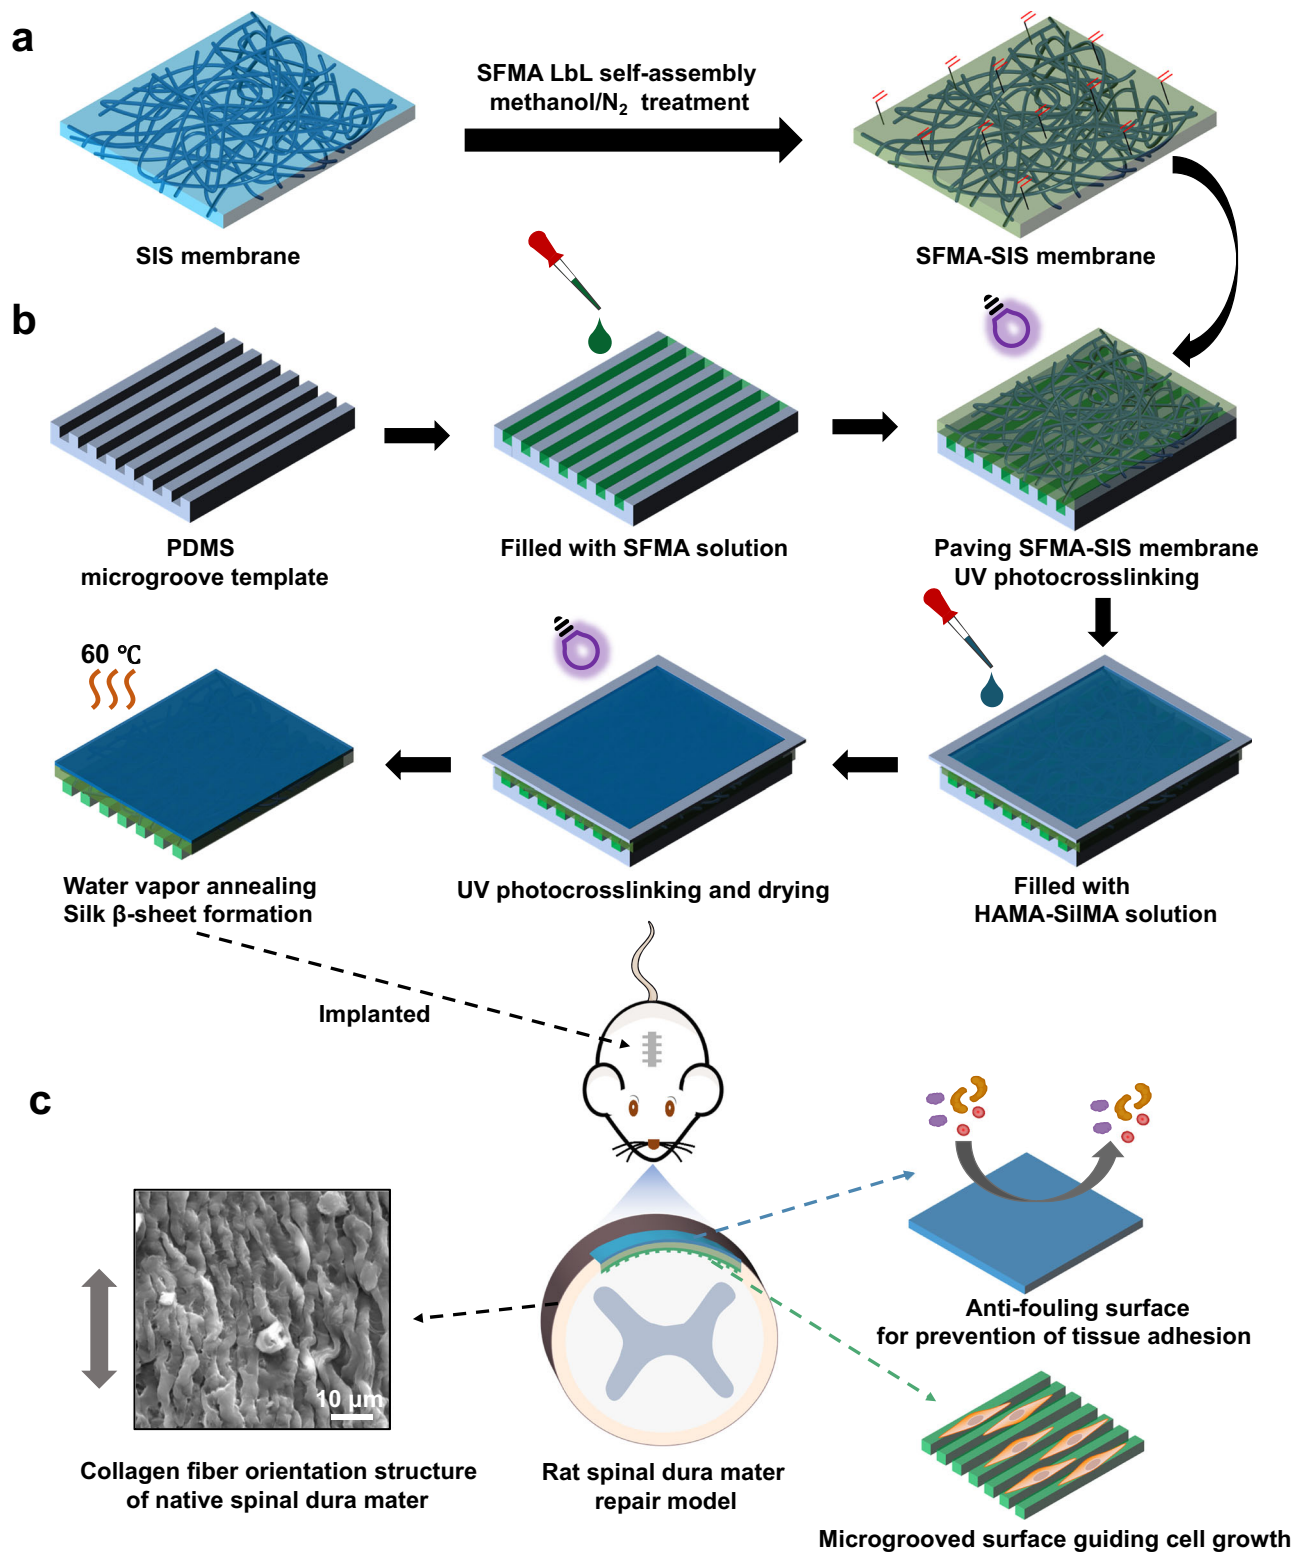 a
SFMA LbL self-assembly
methanol/N₂ treatment
SIS membrane
SFMA-SIS membrane
b
PDMS
microgroove template
Filled with SFMA solution
Paving SFMA-SIS membrane
UV photocrosslinking
60 ℃
Water vapor annealing
Silk β-sheet formation
UV photocrosslinking and drying
Filled with
HAMA-SilMA solution
Implanted
c
10 μm
Collagen fiber orientation structure
of native spinal dura mater
Rat spinal dura mater
repair model
Anti-fouling surface
for prevention of tissue adhesion
Microgrooved surface guiding cell growth